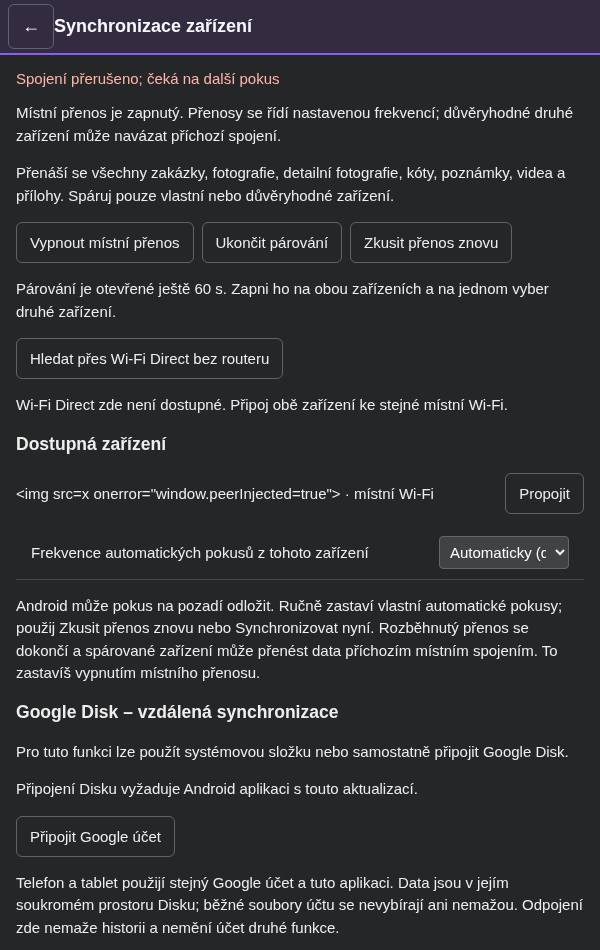 ← Synchronizace zařízení
Spojení přerušeno; čeká na další pokus
Místní přenos je zapnutý. Přenosy se řídí nastavenou frekvencí; důvěryhodné druhé
zařízení může navázat příchozí spojení.
Přenáší se všechny zakázky, fotografie, detailní fotografie, kóty, poznámky, videa a
přílohy. Spáruj pouze vlastní nebo důvěryhodné zařízení.
Vypnout místní přenos Ukončit párování Zkusit přenos znovu
Párování je otevřené ještě 60 s. Zapni ho na obou zařízeních a na jednom vyber
druhé zařízení.
Hledat přes Wi-Fi Direct bez routeru
Wi-Fi Direct zde není dostupné. Připoj obě zařízení ke stejné místní Wi-Fi.
Dostupná zařízení
<img src=x onerror="window.peerInjected=true"> · místní Wi-Fi Propojit
Frekvence automatických pokusů z tohoto zařízení Automaticky (c
Android může pokus na pozadí odložit. Ručně zastaví vlastní automatické pokusy;
použij Zkusit přenos znovu nebo Synchronizovat nyní. Rozběhnutý přenos se
dokončí a spárované zařízení může přenést data příchozím místním spojením. To
zastavíš vypnutím místního přenosu.
Google Disk – vzdálená synchronizace
Pro tuto funkci lze použít systémovou složku nebo samostatně připojit Google Disk.
Připojení Disku vyžaduje Android aplikaci s touto aktualizací.
Připojit Google účet
Telefon a tablet použijí stejný Google účet a tuto aplikaci. Data jsou v jejím
soukromém prostoru Disku; běžné soubory účtu se nevybírají ani nemažou. Odpojení
zde nemaže historii a nemění účet druhé funkce.